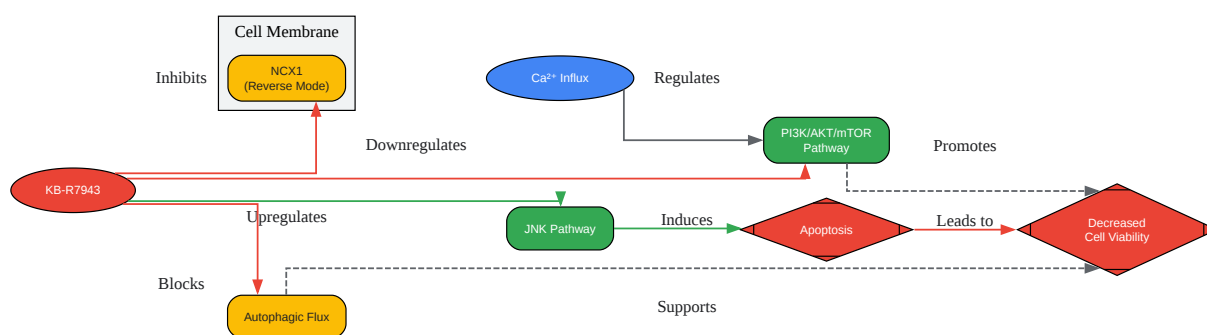 Cell Membrane
NCX1
(Reverse Mode)
Inhibits
Ca²⁺ Influx
Regulates
PI3K/AKT/mTOR
Pathway
Downregulates
Promotes
KB-R7943
Upregulates
JNK Pathway
Induces
Apoptosis
Leads to
Decreased
Cell Viability
Blocks
Autophagic Flux
Supports